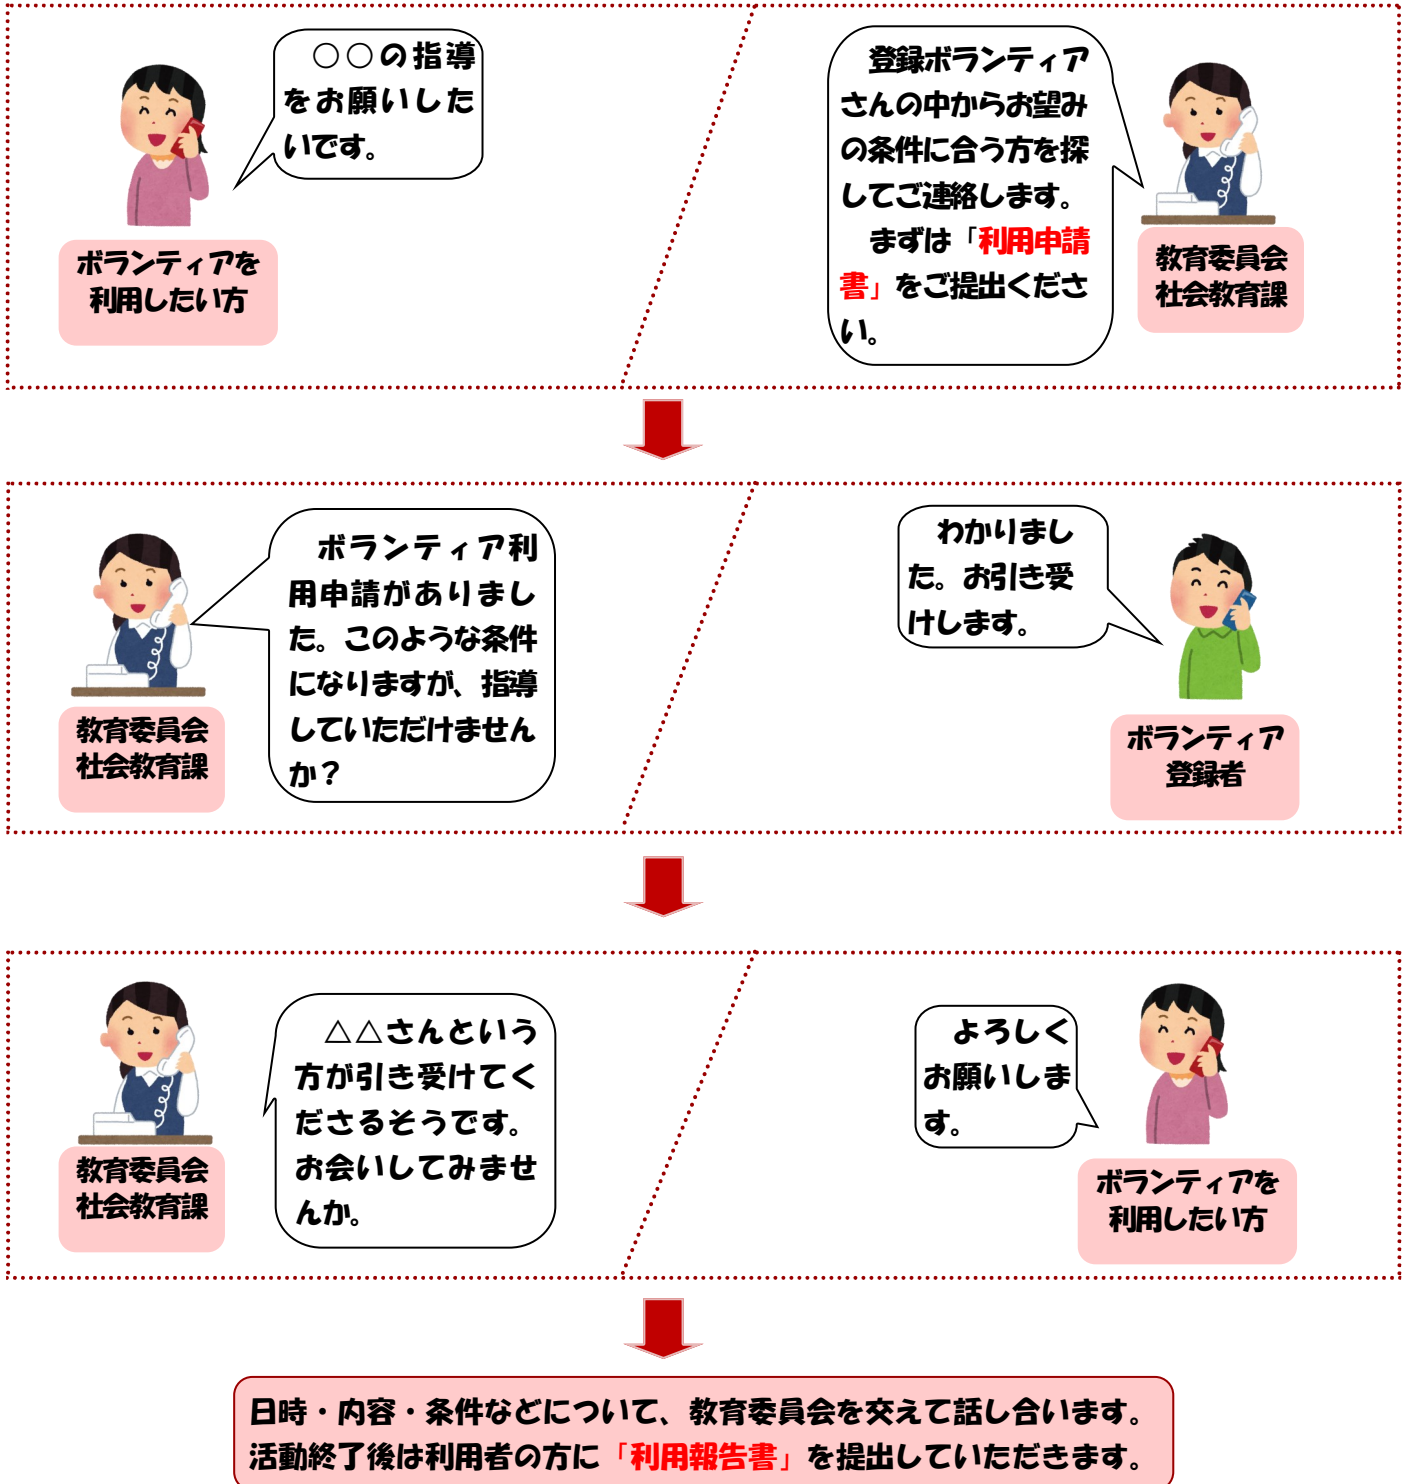 ○○の指導
をお願いした
いです。
ボランティアを
利用したい方
登録ボランティア
さんの中からお望み
の条件に合う方を探
してご連絡します。
まずは「利用申請
書」をご提出くださ
い。
教育委員会
社会教育課
ボランティア利
用申請がありまし
た。このような条件
になりますが、指導
していただけません
か？
教育委員会
社会教育課
わかりまし
た。お引き受
けします。
ボランティア
登録者
△△さんという
方が引き受けてく
ださるそうです。
お会いしてみませ
んか。
教育委員会
社会教育課
よろしく
お願いしま
す。
ボランティアを
利用したい方
日時・内容・条件などについて、教育委員会を交えて話し合います。
活動終了後は利用者の方に「利用報告書」を提出していただきます。